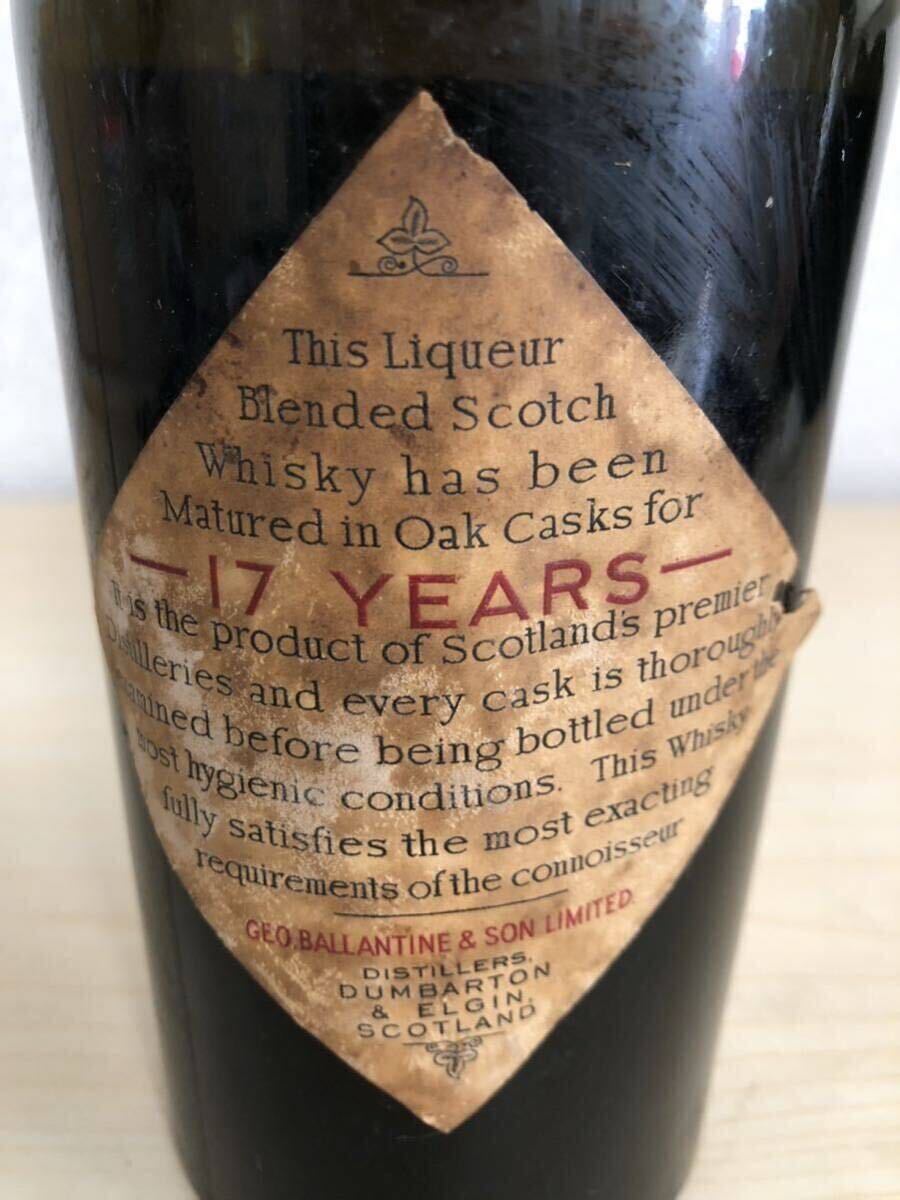 This Liqueur
Blended Scotch
Whisky has been
Matured in Oak Casks for
—17 YEARS—
It is the product of Scotland's premier
Distilleries and every cask is thoroughly
examined before being bottled under the
most hygienic conditions. This Whisky
fully satisfies the most exacting
requirements of the connoisseur
GEO. BALLANTINE & SON LIMITED.
DISTILLERS,
DUMBARTON
& ELGIN,
SCOTLAND